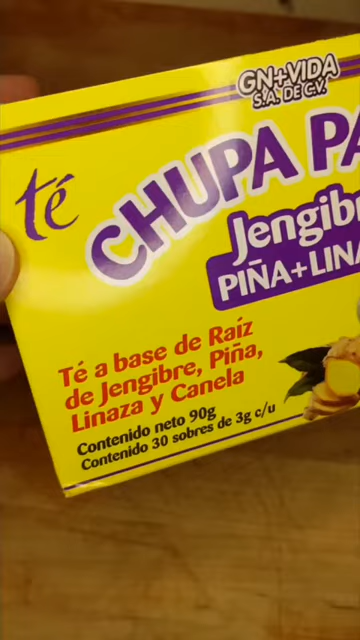 GN+VIDA
S.A. DE C.V.
té
CHUPA PA
Jengib
PIÑA+LINA
Té a base de Raíz
de Jengibre, Piña,
Linaza y Canela
Contenido neto 90g
Contenido 30 sobres de 3g c/u